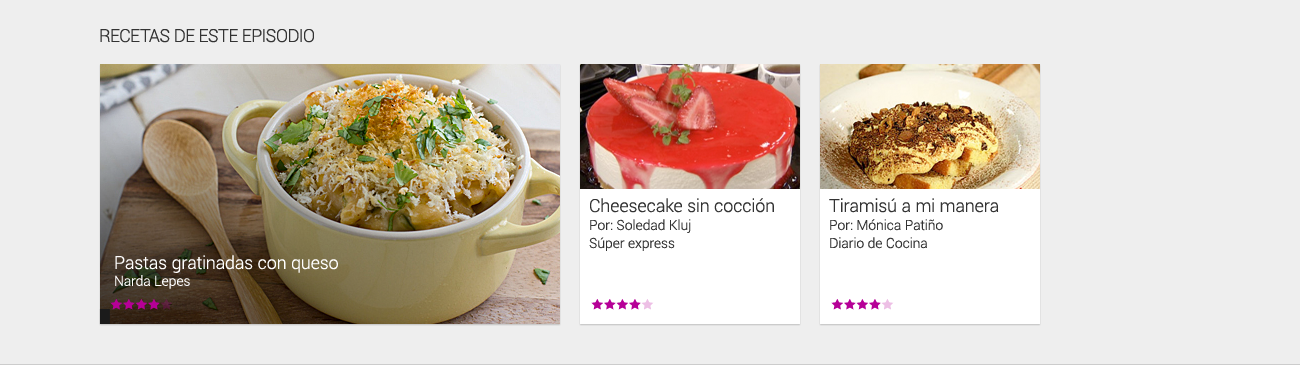 RECETAS DE ESTE EPISODIO
Pastas gratinadas con queso
Narda Lepes
Cheesecake sin cocción
Por: Soledad Kluj
Súper express
Tiramisú a mi manera
Por: Mónica Patiño
Diario de Cocina